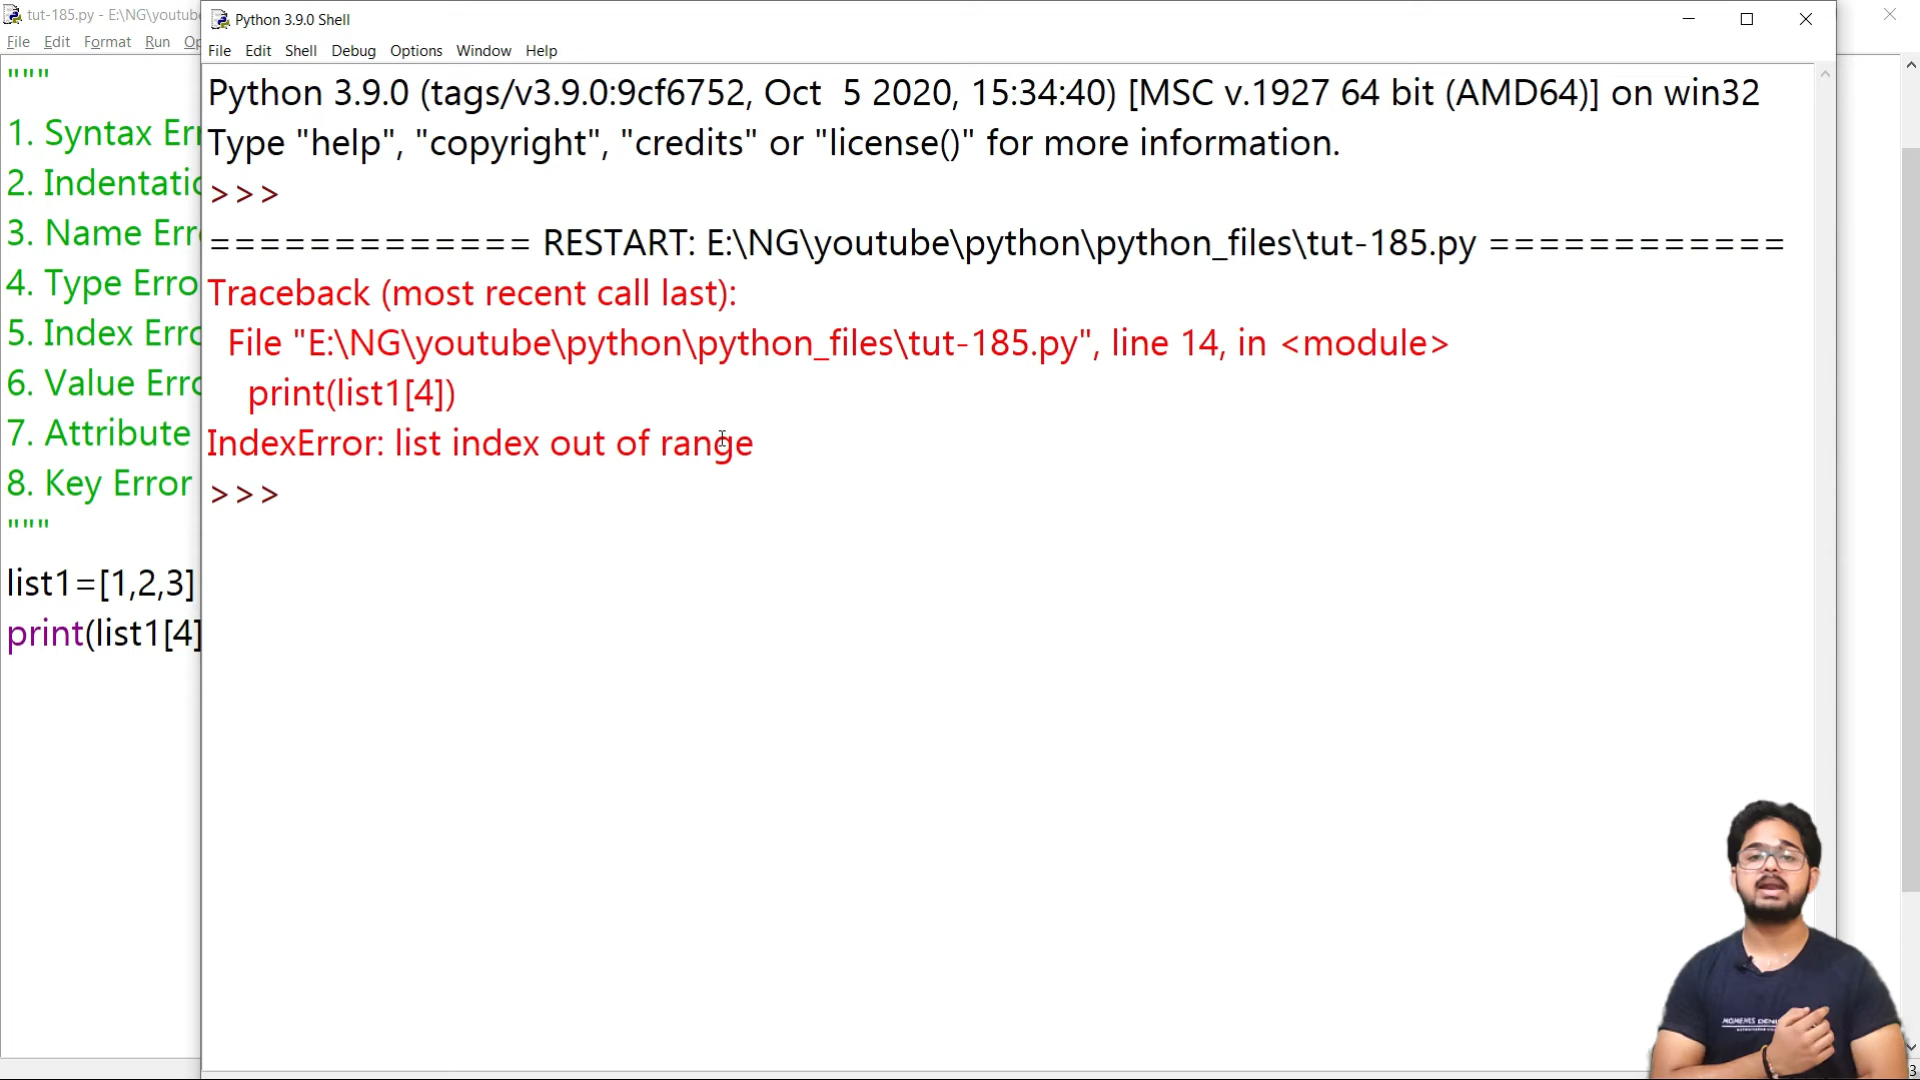 tut-185.py - E:\NG\youtube
File Edit Format Run Op
"""
1. Syntax Err
2. Indentatio
3. Name Erro
4. Type Erro
5. Index Erro
6. Value Erro
7. Attribute
8. Key Error
"""
list1=[1,2,3]
print(list1[4]
Python 3.9.0 Shell
File Edit Shell Debug Options Window Help
Python 3.9.0 (tags/v3.9.0:9cf6752, Oct  5 2020, 15:34:40) [MSC v.1927 64 bit (AMD64)] on win32
Type "help", "copyright", "credits" or "license()" for more information.
>>>
============= RESTART: E:\NG\youtube\python\python_files\tut-185.py ============
Traceback (most recent call last):
  File "E:\NG\youtube\python\python_files\tut-185.py", line 14, in <module>
    print(list1[4])
IndexError: list index out of range
>>>
3